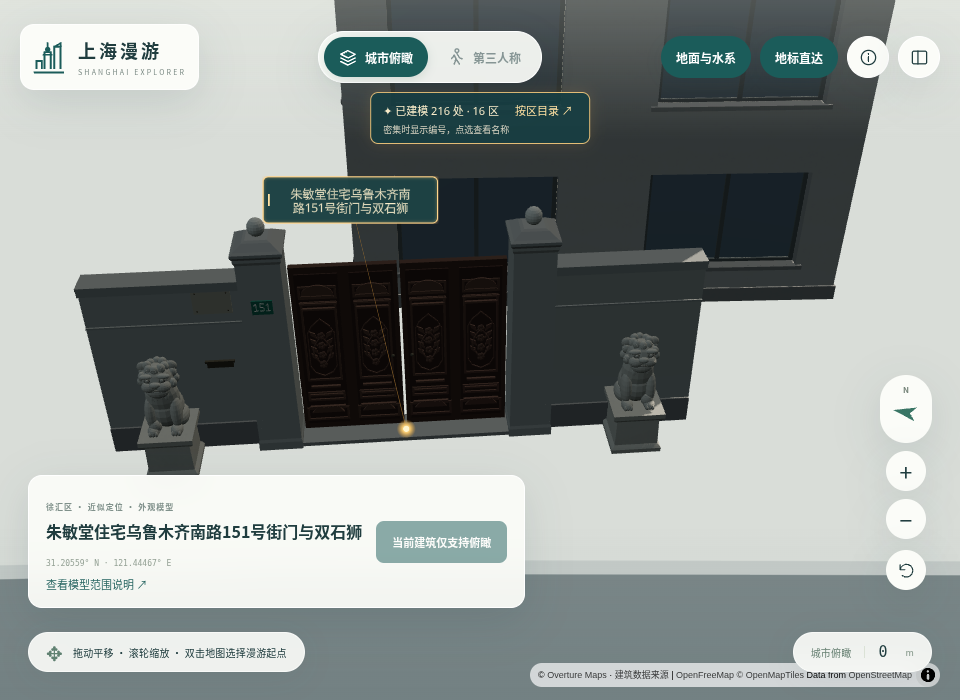 上海漫游
SHANGHAI EXPLORER
城市俯瞰
第三人称
地面与水系
地标直达
✦ 已建模 216 处 · 16 区 按区目录 ↗
密集时显示编号，点选查看名称
朱敏堂住宅乌鲁木齐南
路151号街门与双石狮
151
N
徐汇区 · 近似定位 · 外观模型
朱敏堂住宅乌鲁木齐南路151号街门与双石狮
当前建筑仅支持俯瞰
31.20559° N · 121.44467° E
查看模型范围说明 ↗
拖动平移 · 滚轮缩放 · 双击地图选择漫游起点
城市俯瞰 0 m
© Overture Maps · 建筑数据来源 | OpenFreeMap © OpenMapTiles Data from OpenStreetMap